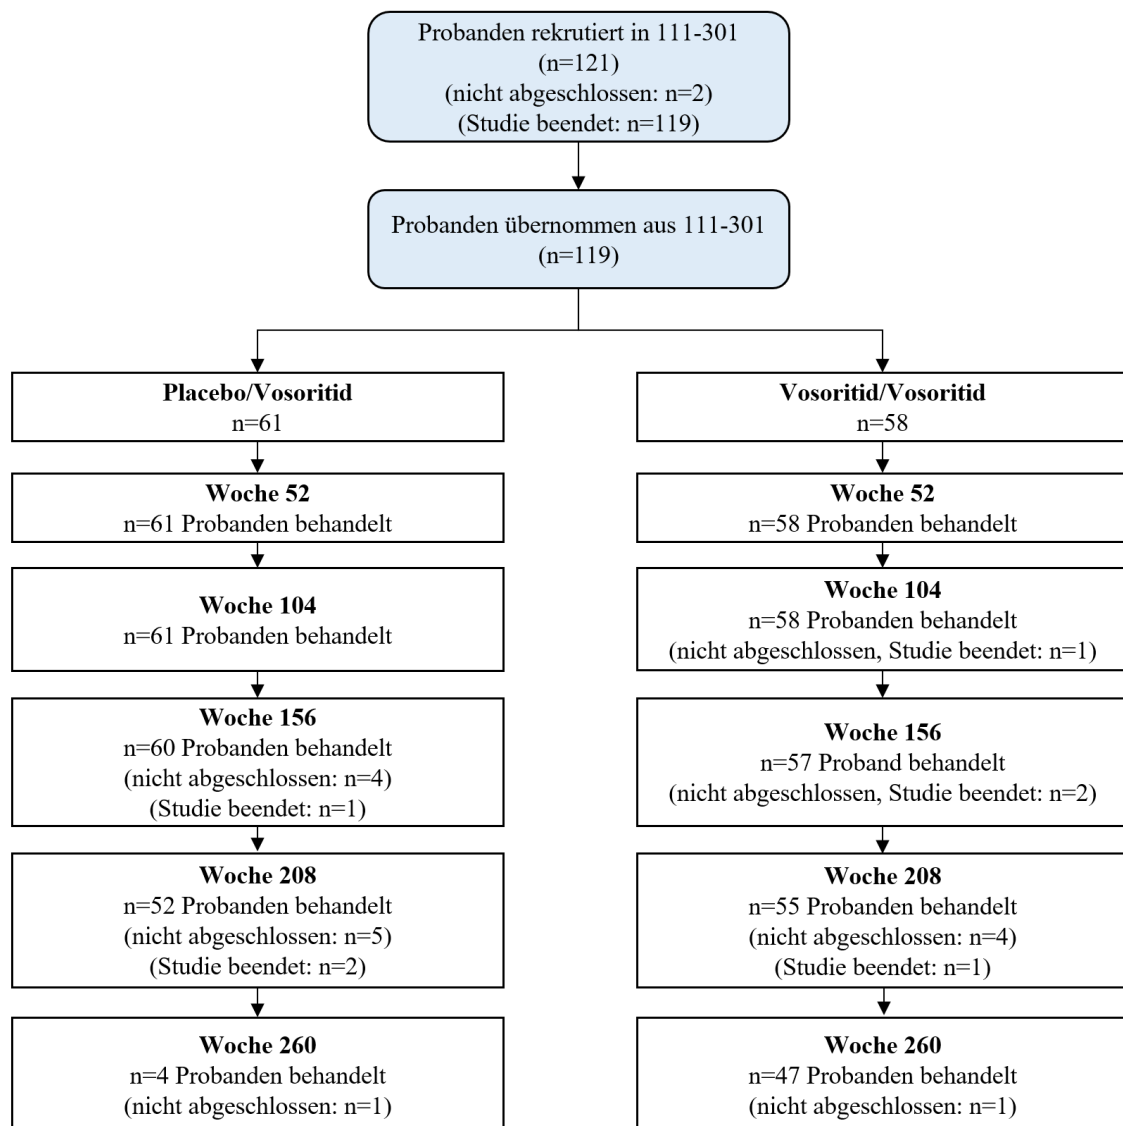 Probanden rekrutiert in 111-301
(n=121)
(nicht abgeschlossen: n=2)
(Studie beendet: n=119)
Probanden übernommen aus 111-301
(n=119)
Placebo/Vosoritid
n=61
Woche 52
n=61 Probanden behandelt
Woche 104
n=61 Probanden behandelt
Woche 156
n=60 Probanden behandelt
(nicht abgeschlossen: n=4)
(Studie beendet: n=1)
Woche 208
n=52 Probanden behandelt
(nicht abgeschlossen: n=5)
(Studie beendet: n=2)
Woche 260
n=4 Probanden behandelt
(nicht abgeschlossen: n=1)
Vosoritid/Vosoritid
n=58
Woche 52
n=58 Probanden behandelt
Woche 104
n=58 Probanden behandelt
(nicht abgeschlossen, Studie beendet: n=1)
Woche 156
n=57 Proband behandelt
(nicht abgeschlossen, Studie beendet: n=2)
Woche 208
n=55 Probanden behandelt
(nicht abgeschlossen: n=4)
(Studie beendet: n=1)
Woche 260
n=47 Probanden behandelt
(nicht abgeschlossen: n=1)